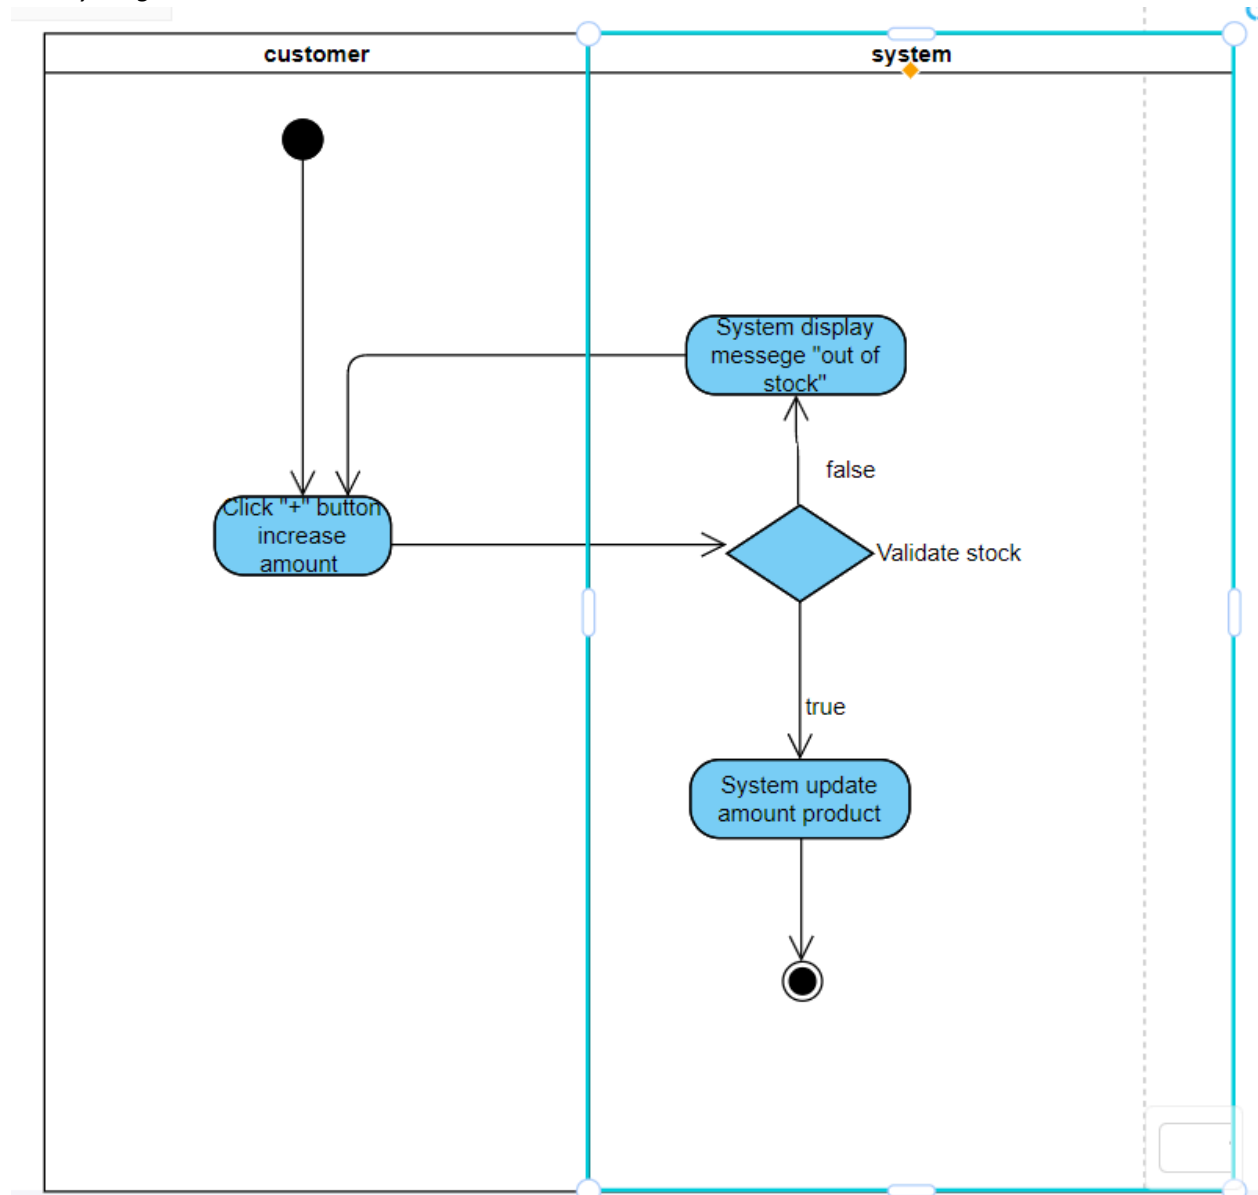 customer
system
System display
messege "out of
stock"
false
Click "+" button
increase
amount
Validate stock
true
System update
amount product